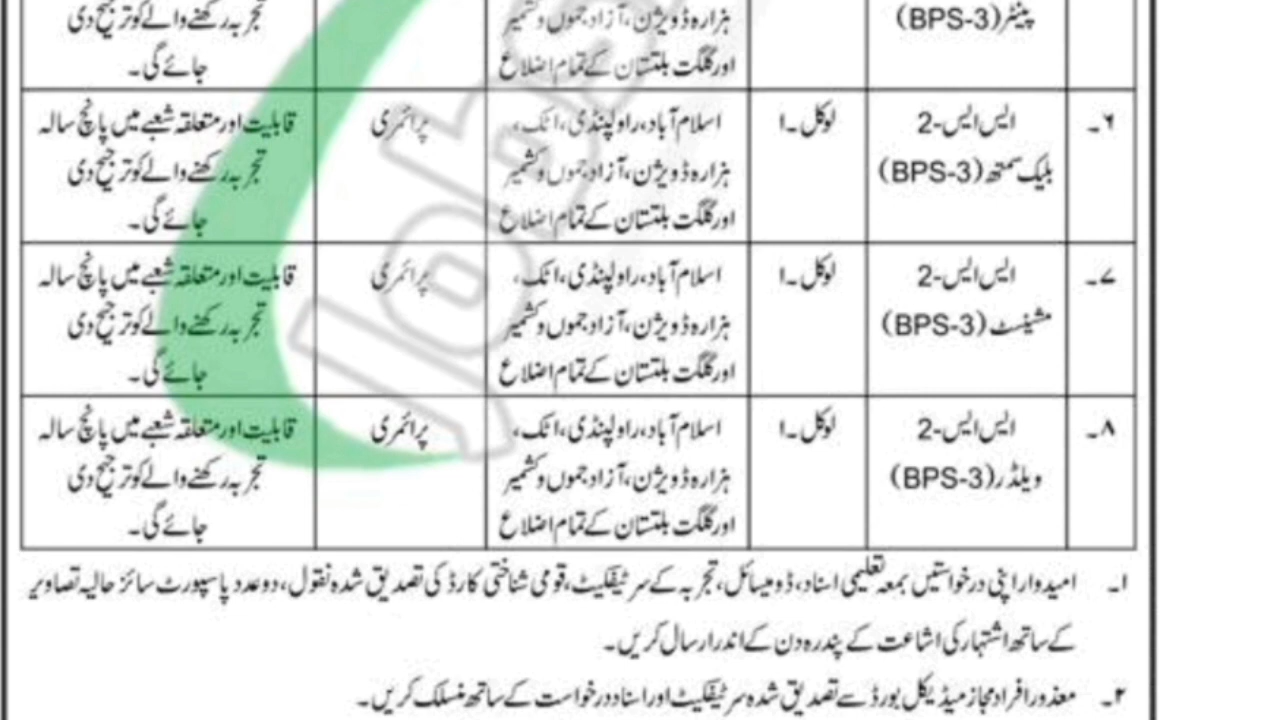 پینٹر (BPS-3) ہزارہ ڈویژن، آزاد جموں و کشمیر تجربہ رکھنے والے کو ترجیح دی
اور گلگت بلتستان کے تمام اضلاع جائے گی۔
۶۔ ایس ایس-2 لوکل۔ا اسلام آباد، راولپنڈی، اٹک، پرائمری قابلیت اور متعلقہ شعبے میں پانچ سالہ
بلیک سمتھ (BPS-3) ہزارہ ڈویژن، آزاد جموں و کشمیر تجربہ رکھنے والے کو ترجیح دی
اور گلگت بلتستان کے تمام اضلاع جائے گی۔
۷۔ ایس ایس-2 لوکل۔ا اسلام آباد، راولپنڈی، اٹک، پرائمری قابلیت اور متعلقہ شعبے میں پانچ سالہ
مشینسٹ (BPS-3) ہزارہ ڈویژن، آزاد جموں و کشمیر تجربہ رکھنے والے کو ترجیح دی
اور گلگت بلتستان کے تمام اضلاع جائے گی۔
۸۔ ایس ایس-2 لوکل۔ا اسلام آباد، راولپنڈی، اٹک، پرائمری قابلیت اور متعلقہ شعبے میں پانچ سالہ
ویلڈر (BPS-3) ہزارہ ڈویژن، آزاد جموں و کشمیر تجربہ رکھنے والے کو ترجیح دی
اور گلگت بلتستان کے تمام اضلاع جائے گی۔
۱۔ امیدوار اپنی درخواستیں بمعہ تعلیمی اسناد، ڈومیسائل، تجربہ کے سرٹیفکیٹ، قومی شناختی کارڈ کی تصدیق شدہ نقول، دو عدد پاسپورٹ سائز حالیہ تصاویر
کے ساتھ اشتہار کی اشاعت کے پندرہ دن کے اندر ارسال کریں۔
۲۔ معذور افراد مجاز میڈیکل بورڈ سے تصدیق شدہ سرٹیفکیٹ اور اسناد درخواست کے ساتھ منسلک کریں۔